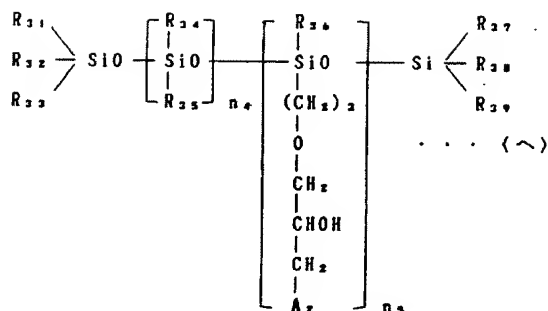 R₃₁ R₃₄ R₃₆ R₃₇
R₃₂ SiO SiO SiO Si R₃₈
R₃₃ R₃₅ n₄ (CH₂)₃ R₃₉
O · · · · (ヘ)
CH₂
CHOH
CH₂
A₂ n₅